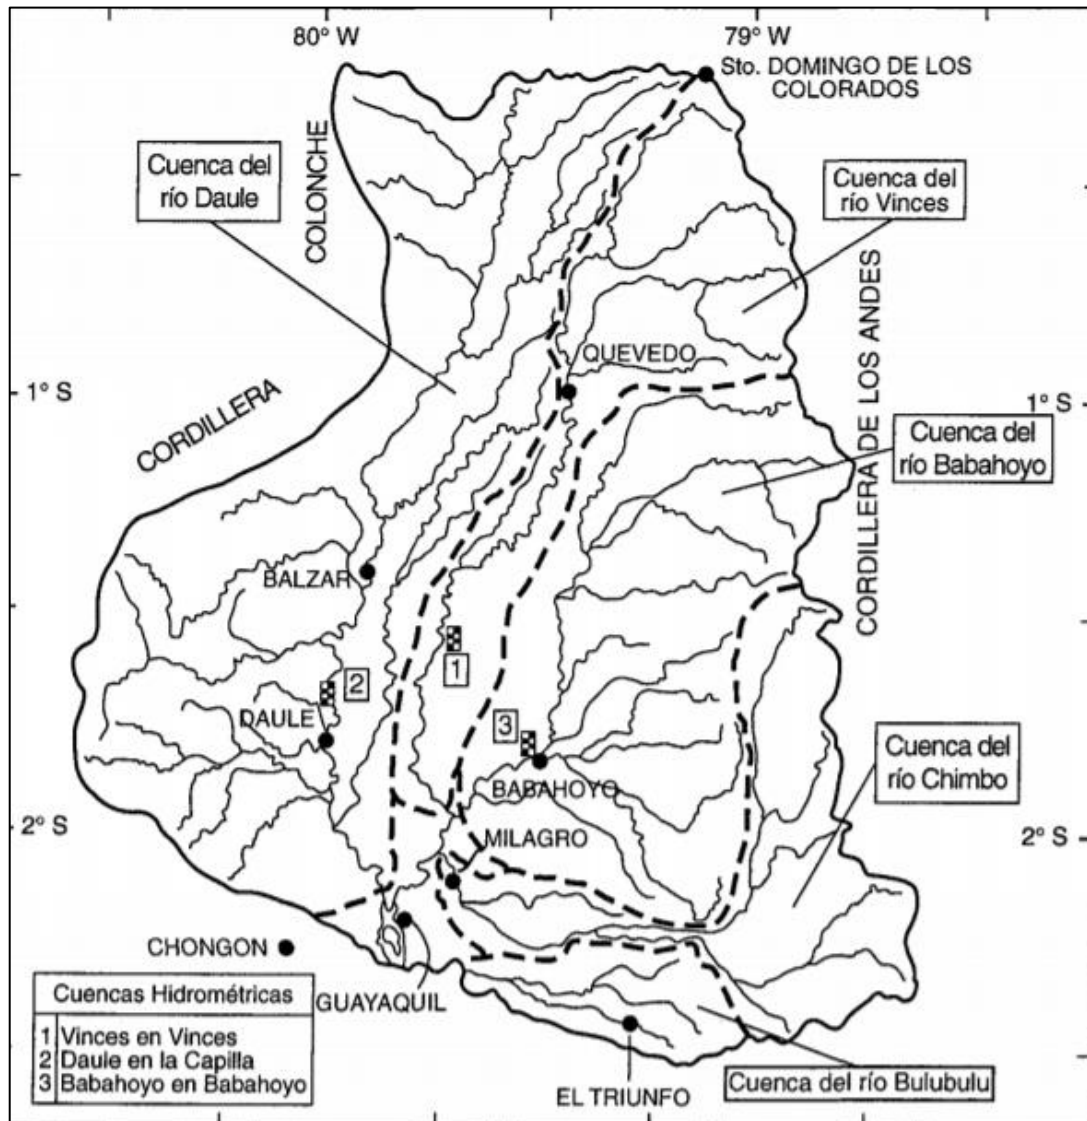 80° W
79° W
Sto. DOMINGO DE LOS
COLORADOS
Cuenca del
río Daule
COLONCHE
Cuenca del
río Vinces
CORDILLERA DE LOS ANDES
QUEVEDO
1° S
1° S
CORDILLERA
Cuenca del
río Babahoyo
BALZAR
1
2
DAULE
3
BABAHOYO
Cuenca del
río Chimbo
2° S
MILAGRO
2° S
CHONGON
GUAYAQUIL
Cuencas Hidrométricas
1 Vinces en Vinces
2 Daule en la Capilla
3 Babahoyo en Babahoyo
EL TRIUNFO
Cuenca del río Bulubulu